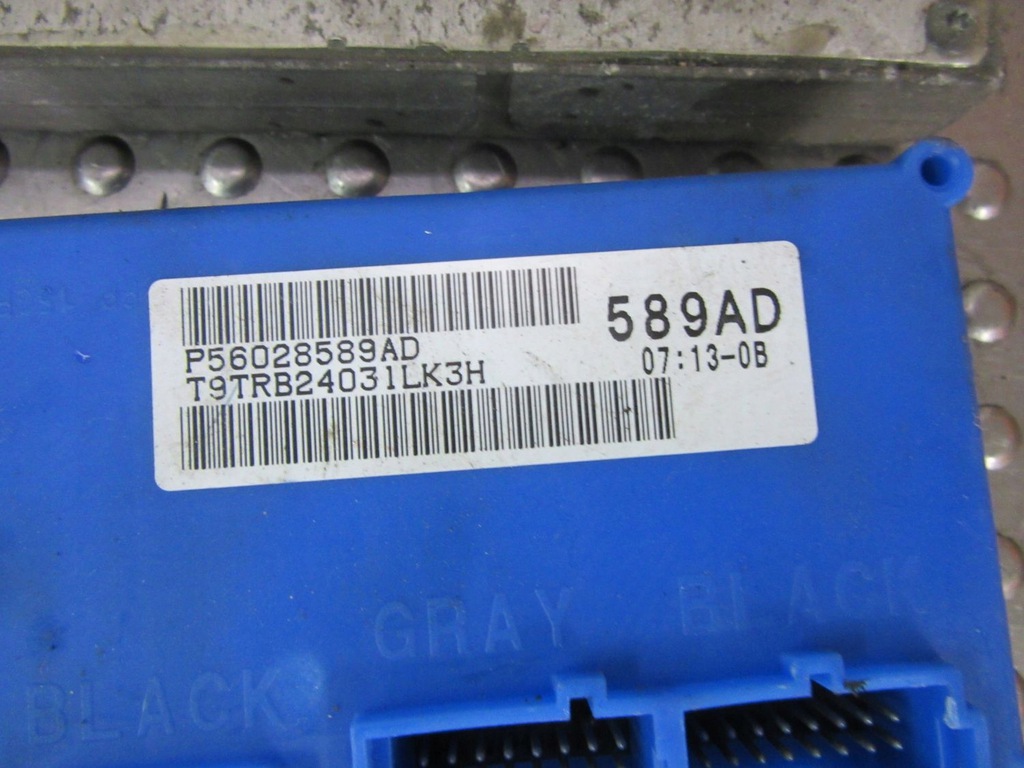 589AD
P56028589AD
07:13-0B
T9TRB24031LK3H
GRAY BLACK
BLACK